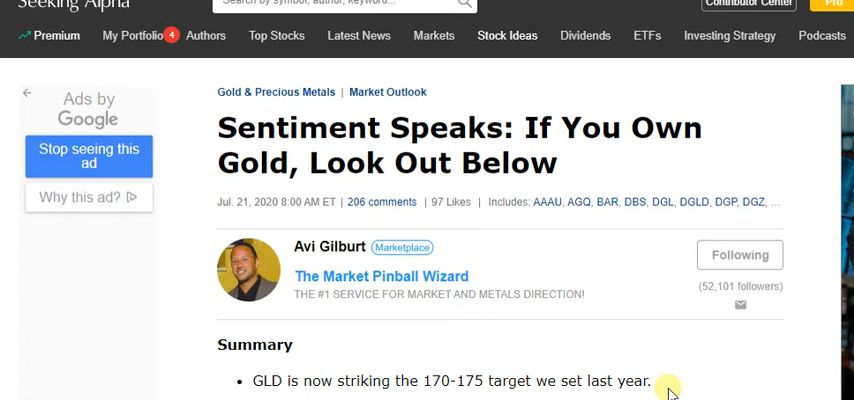 Seeking Alpha
Search by symbol, author, keyword...
Contributor Center
Pro
Premium My Portfolio 4 Authors Top Stocks Latest News Markets Stock Ideas Dividends ETFs Investing Strategy Podcasts
Ads by
Google
Stop seeing this
ad
Why this ad?
Gold & Precious Metals | Market Outlook
Sentiment Speaks: If You Own
Gold, Look Out Below
Jul. 21, 2020 8:00 AM ET | 206 comments | 97 Likes | Includes: AAAU, AGQ, BAR, DBS, DGL, DGLD, DGP, DGZ, ...
Avi Gilburt Marketplace
The Market Pinball Wizard
THE #1 SERVICE FOR MARKET AND METALS DIRECTION!
Following
(52,101 followers)
Summary
• GLD is now striking the 170-175 target we set last year.